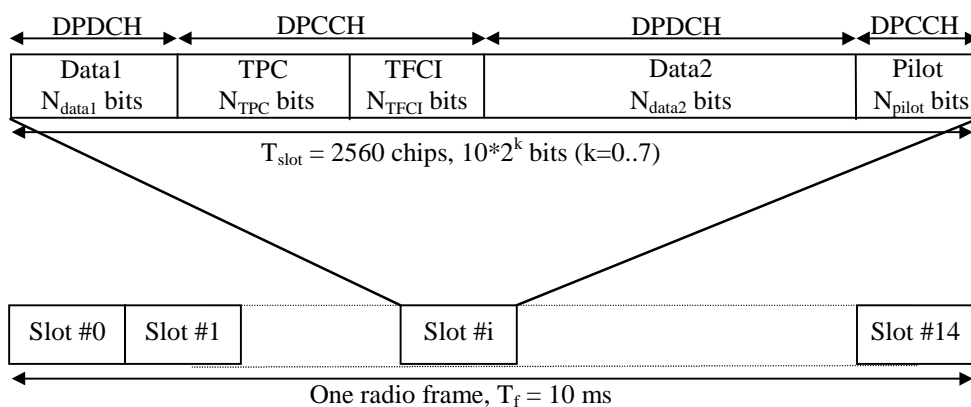 DPDCH DPCCH DPDCH DPCCH
Data1 TPC TFCI Data2 Pilot
N_data1 bits N_TPC bits N_TFCI bits N_data2 bits N_pilot bits
T_slot = 2560 chips, 10*2^k bits (k=0..7)
Slot #0 Slot #1 Slot #i Slot #14
One radio frame, T_f = 10 ms